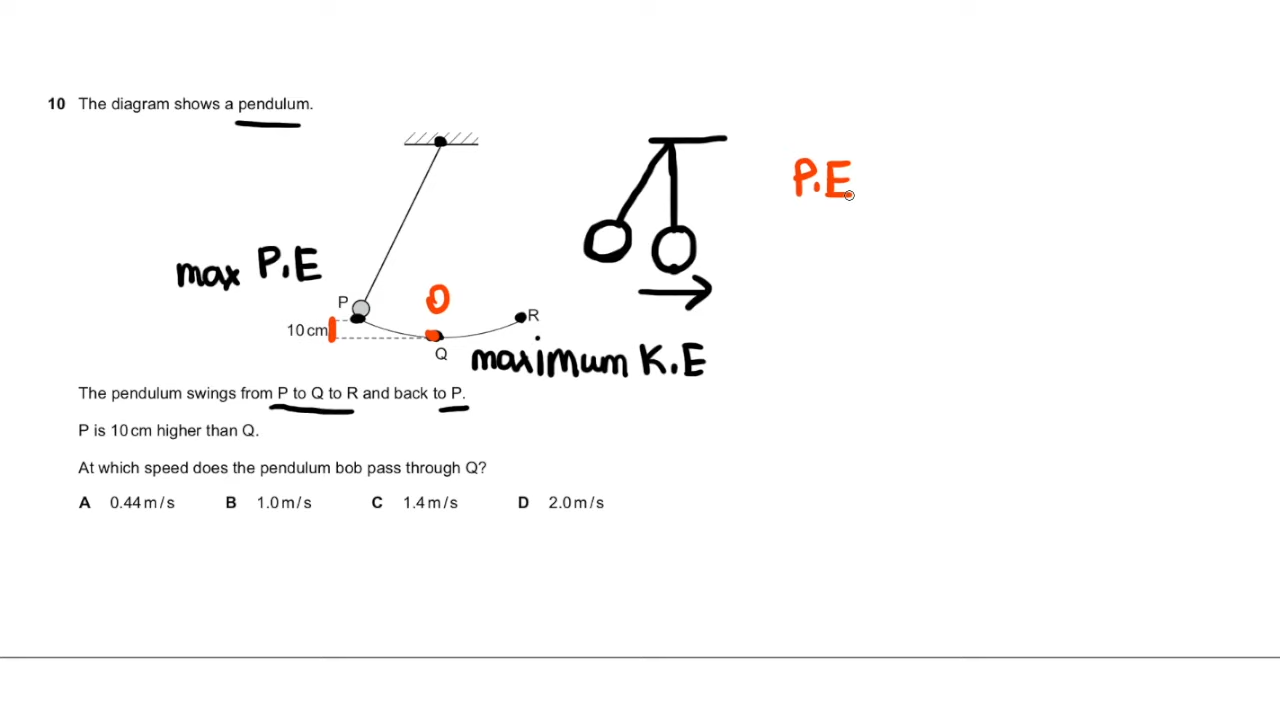 10 The diagram shows a pendulum.
P.E
max P.E
P
O
R
10 cm
Q
maximum K.E
The pendulum swings from P to Q to R and back to P.
P is 10 cm higher than Q.
At which speed does the pendulum bob pass through Q?
A 0.44 m/s B 1.0 m/s C 1.4 m/s D 2.0 m/s